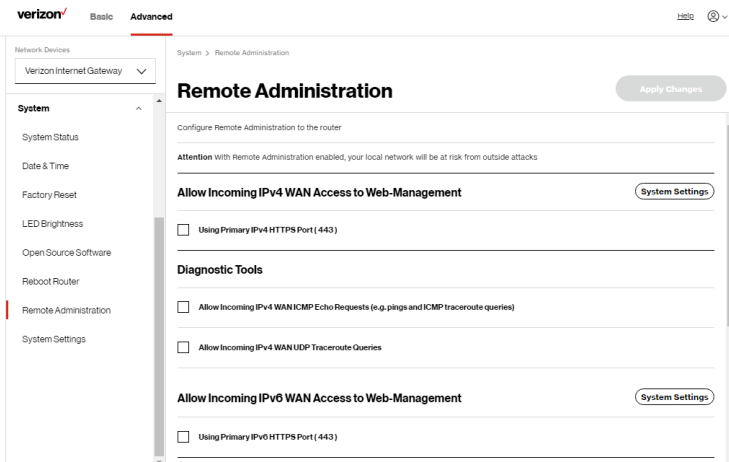 verizon
Basic
Advanced
Help
Network Devices
Verizon Internet Gateway
System
System Status
Date & Time
Factory Reset
LED Brightness
Open Source Software
Reboot Router
Remote Administration
System Settings
System > Remote Administration
Remote Administration
Apply Changes
Configure Remote Administration to the router
Attention With Remote Administration enabled, your local network will be at risk from outside attacks
Allow Incoming IPv4 WAN Access to Web-Management
System Settings
Using Primary IPv4 HTTPS Port ( 443 )
Diagnostic Tools
Allow Incoming IPv4 WAN ICMP Echo Requests (e.g. pings and ICMP traceroute queries)
Allow Incoming IPv4 WAN UDP Traceroute Queries
Allow Incoming IPv6 WAN Access to Web-Management
System Settings
Using Primary IPv6 HTTPS Port ( 443 )